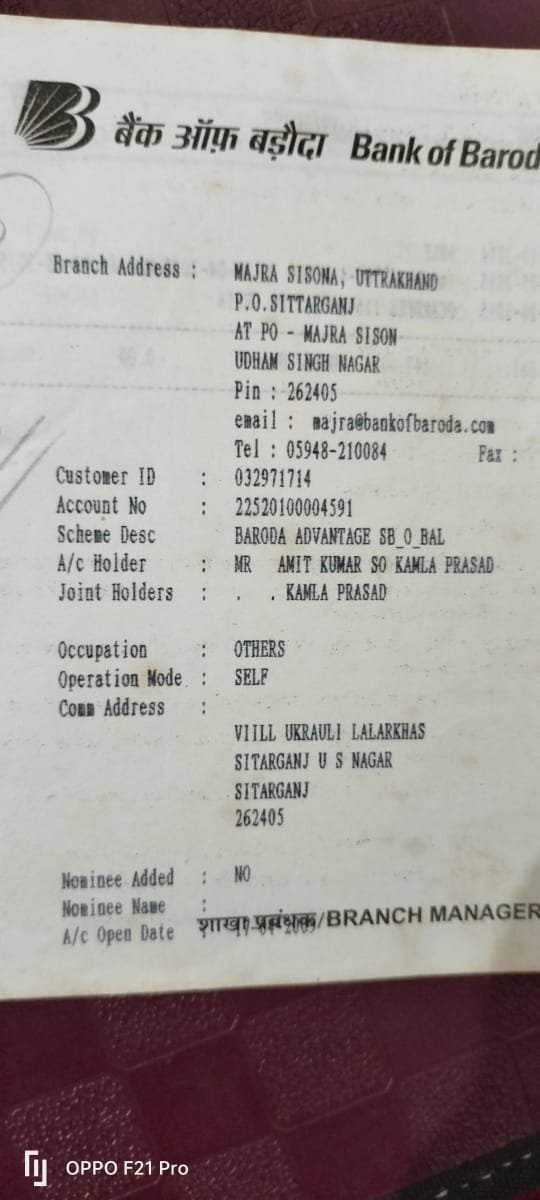 बैंक ऑफ़ बड़ौदा Bank of Barod
Branch Address : MAJRA SISONA, UTTRAKHAND
P.O.SITTARGANJ
AT PO - MAJRA SISON
UDHAM SINGH NAGAR
Pin : 262405
email : majra@bankofbaroda.com
Tel : 05948-210084 Fax :
Customer ID : 032971714
Account No : 22520100004591
Scheme Desc BARODA ADVANTAGE SB_O_BAL
A/c Holder : MR AMIT KUMAR SO KAMLA PRASAD
Joint Holders : . . KAMLA PRASAD
Occupation : OTHERS
Operation Mode : SELF
Comm Address :
VIILL UKRAULI LALARKHAS
SITARGANJ U S NAGAR
SITARGANJ
262405
Nominee Added : NO
Nominee Name :
शाखा प्रबंधक/BRANCH MANAGER
A/c Open Date :
OPPO F21 Pro